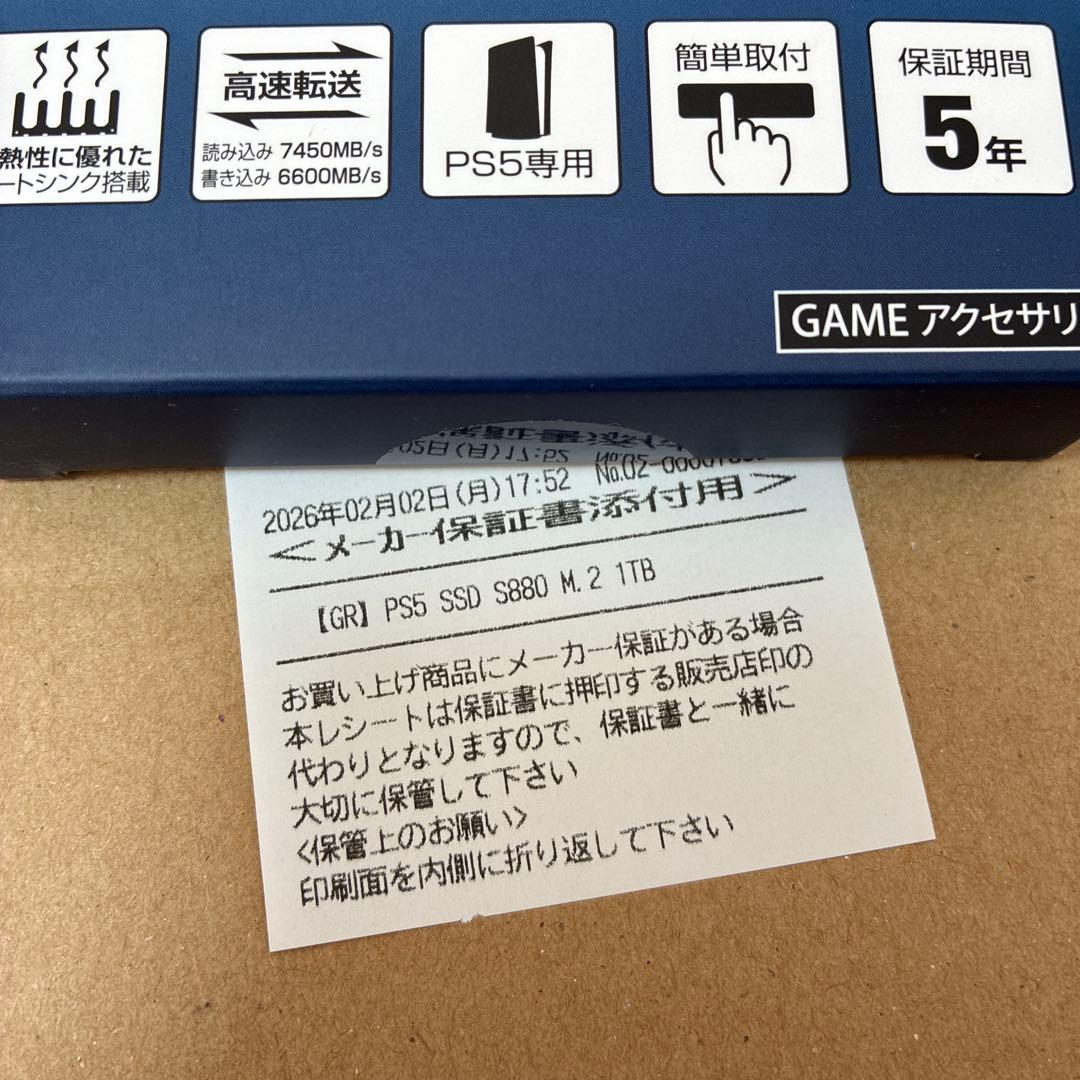 熱性に優れた
ートシンク搭載
高速転送
読み込み 7450MB/s
書き込み 6600MB/s
PS5専用
簡単取付
保証期間
5年
GAME アクセサリ
2026年02月02日(月)17:52
<メーカー保証書添付用>
【GR】PS5 SSD S880 M.2 1TB
お買い上げ商品にメーカー保証がある場合
本レシートは保証書に押印する販売店印の
代わりとなりますので、保証書と一緒に
大切に保管して下さい
<保管上のお願い>
印刷面を内側に折り返して下さい